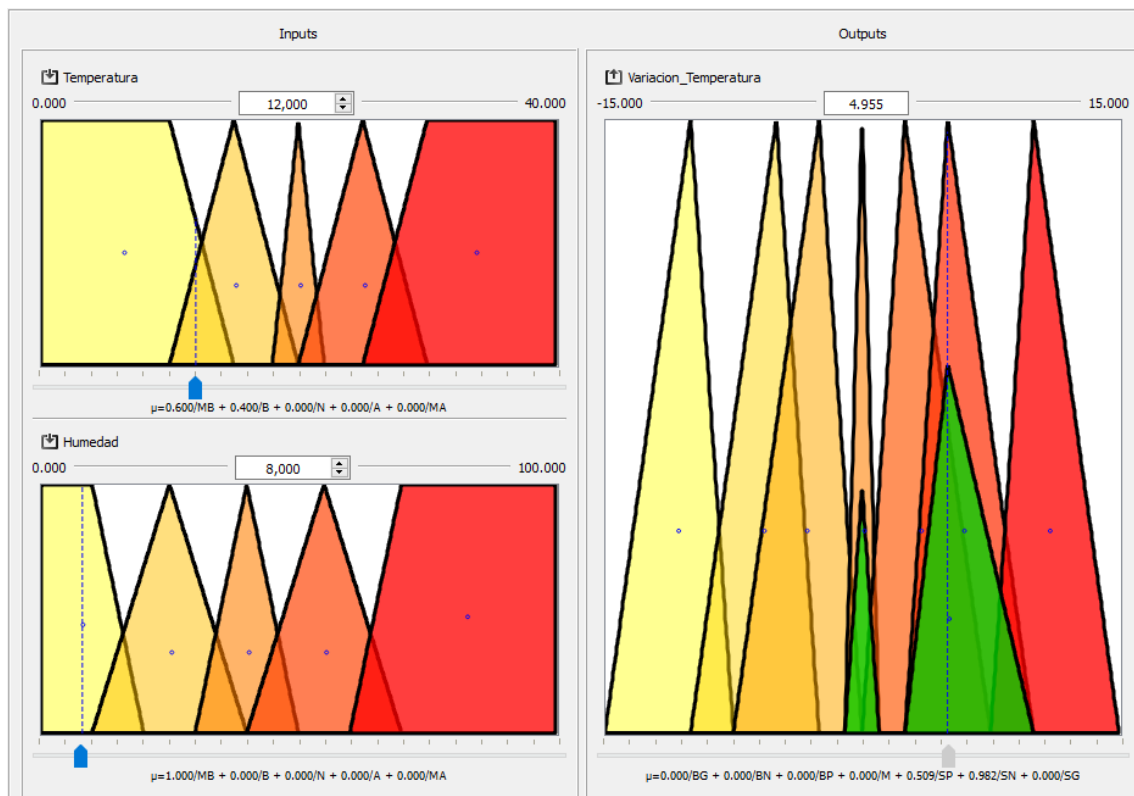 Inputs
Temperatura
0.000 12,000 40.000
μ=0.600/MB + 0.400/B + 0.000/N + 0.000/A + 0.000/MA
Humedad
0.000 8,000 100.000
μ=1.000/MB + 0.000/B + 0.000/N + 0.000/A + 0.000/MA
Outputs
Variacion_Temperatura
-15.000 4.955 15.000
μ=0.000/BG + 0.000/BN + 0.000/BP + 0.000/M + 0.509/SP + 0.982/SN + 0.000/SG